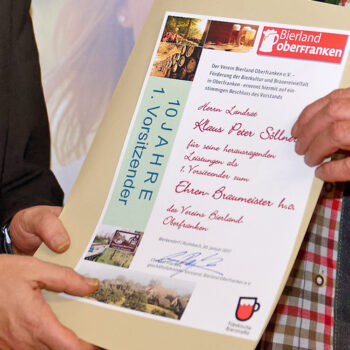 Bierland
oberfranken
Der Verein Bierland Oberfranken e.V. -
Förderung der Bierkultur und Brauereivielfalt
in Oberfranken - ernennt hiermit auf ein-
stimmigen Beschluss des Vorstands
Herrn Landrat
Klaus Peter Söllner
für seine herausragenden
Leistungen als
1. Vorsitzender zum
Ehren-Braumeister h.c.
des Vereins Bierland-
Oberfranken
10 JAHRE
1. Vorsitzender
Fränkische
Bierstraße